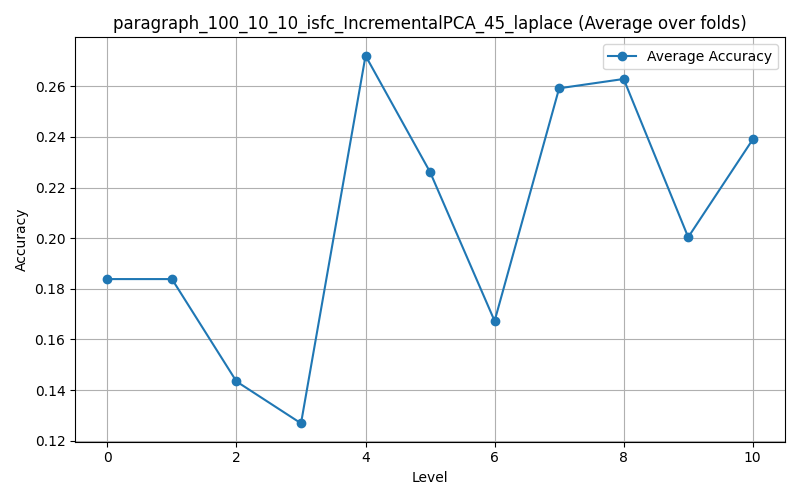 paragraph_100_10_10_isfc_IncrementalPCA_45_laplace (Average over folds)
Average Accuracy
0.26
0.24
0.22
0.20
0.18
0.16
0.14
0.12
Accuracy
0 2 4 6 8 10
Level